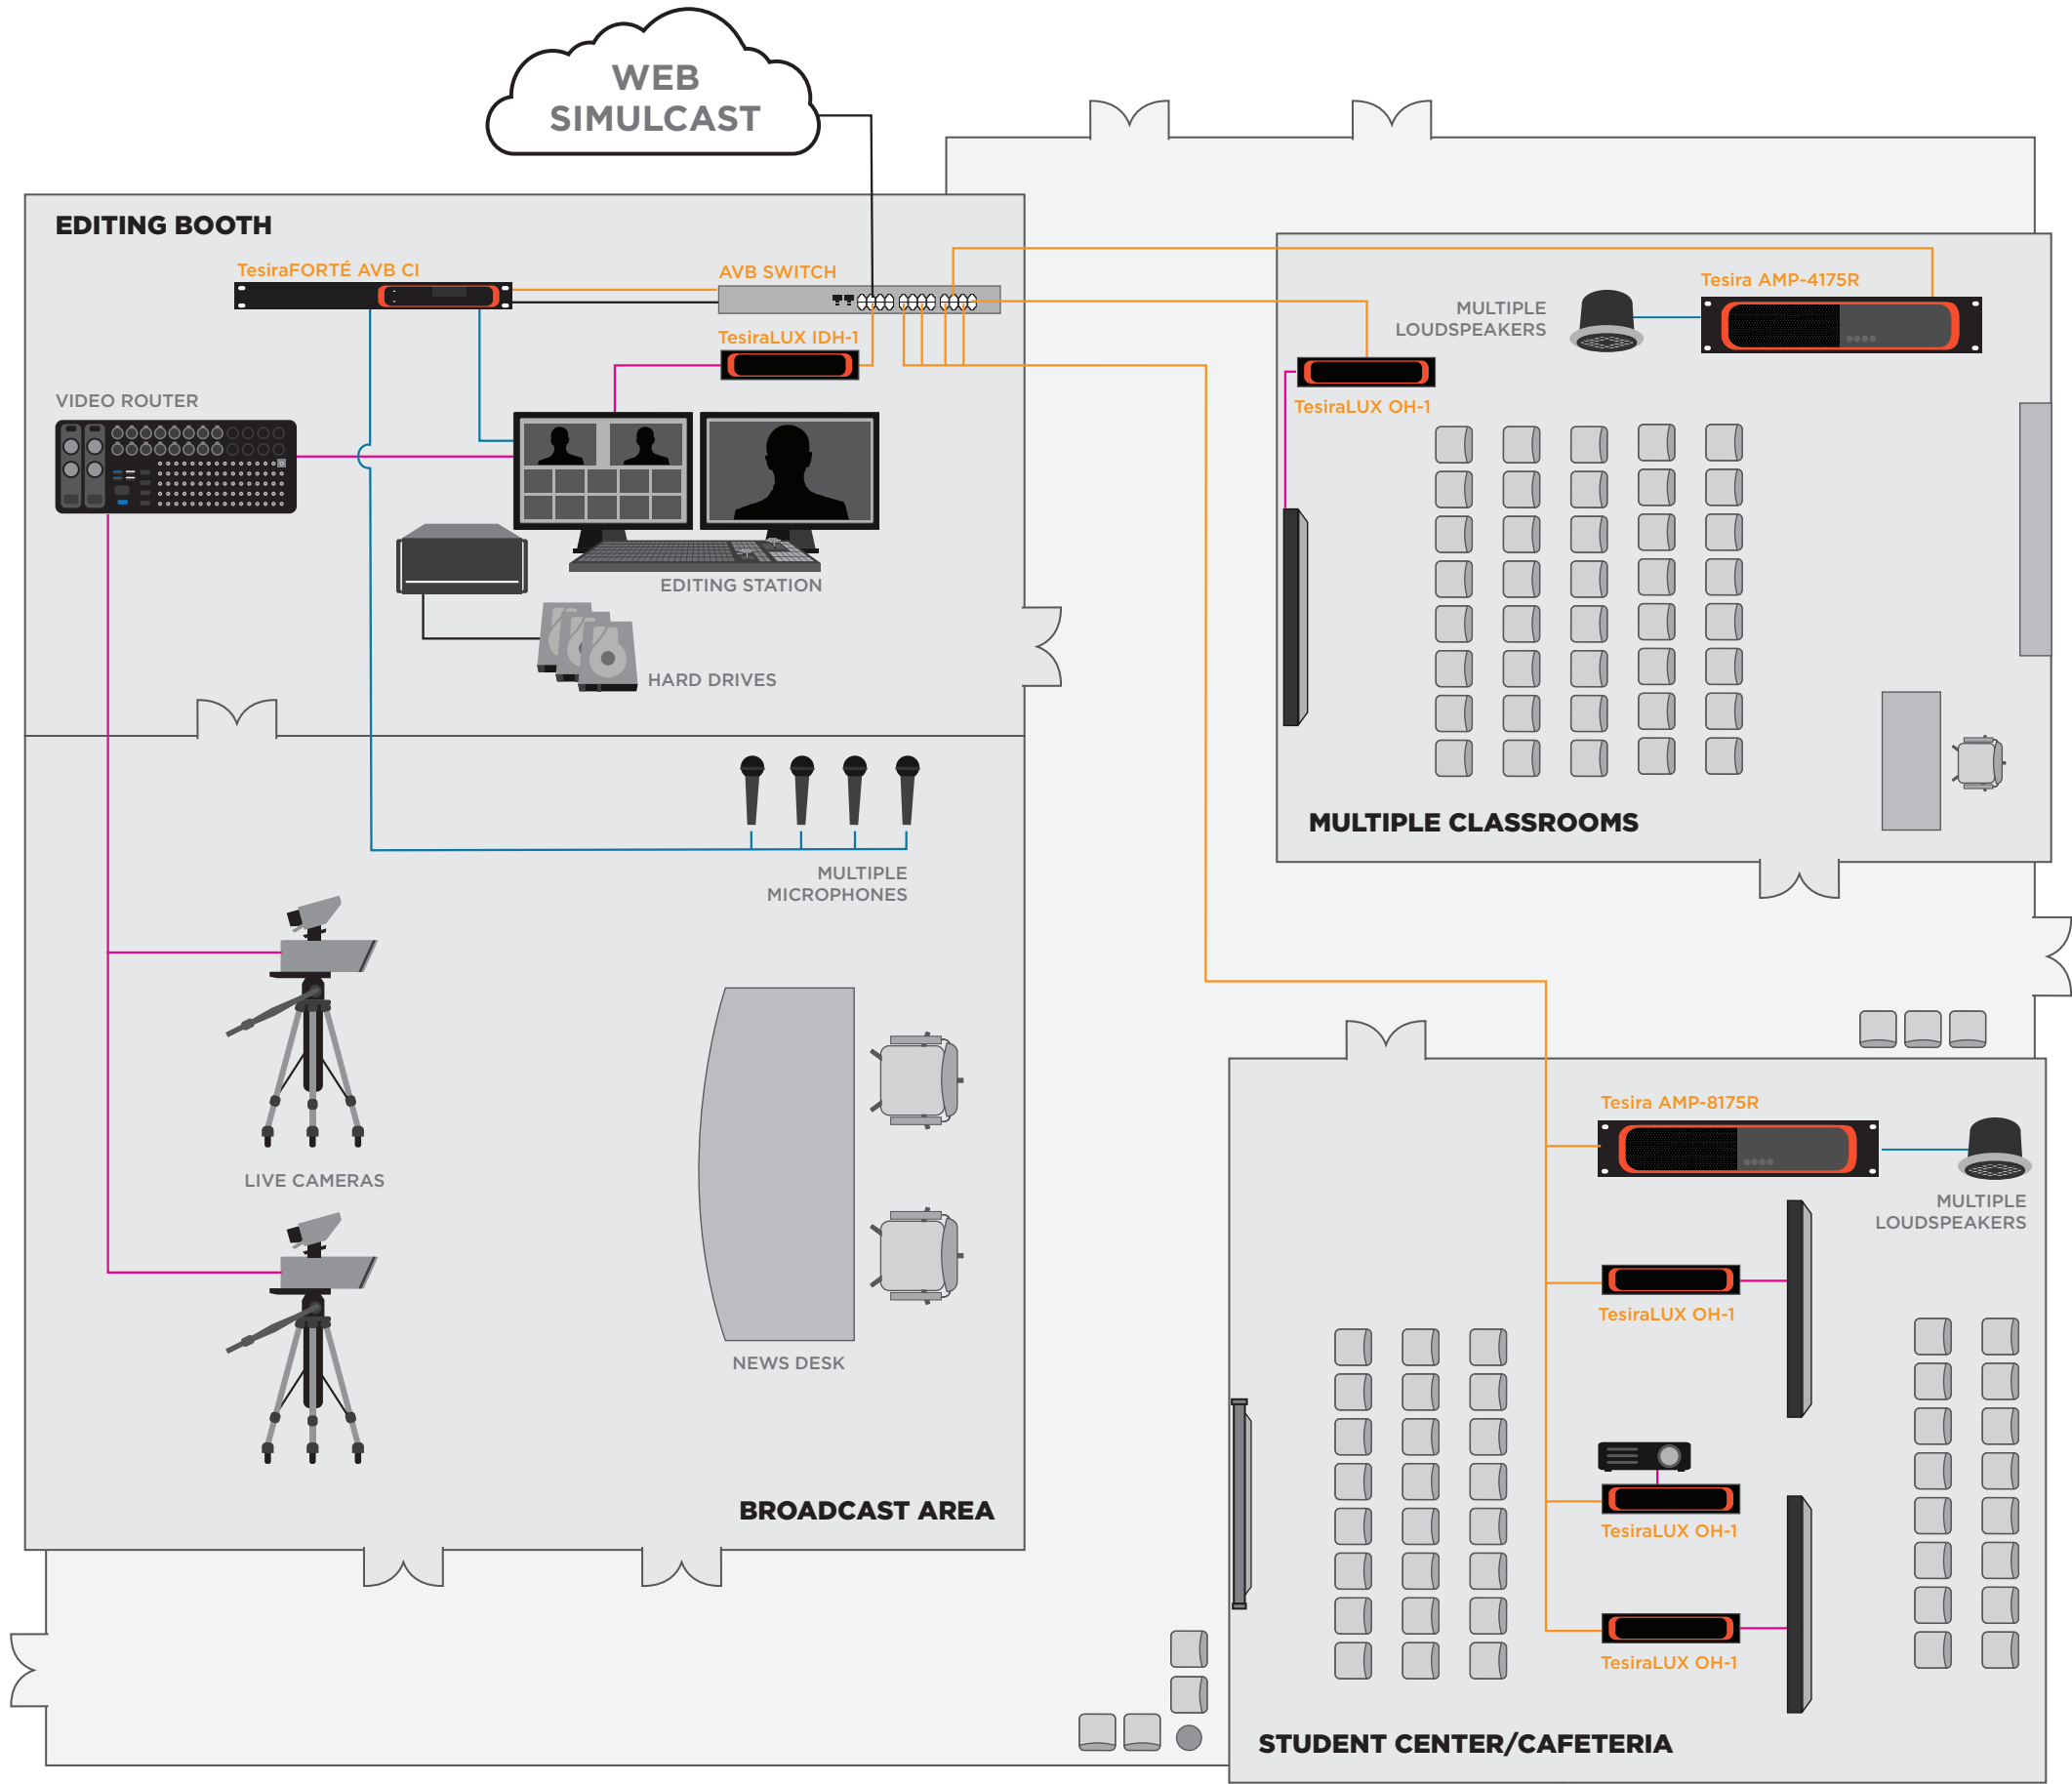 WEB
SIMULCAST
EDITING BOOTH
TesiraFORTÉ AVB CI
AVB SWITCH
TesiraLUX IDH-1
VIDEO ROUTER
EDITING STATION
HARD DRIVES
MULTIPLE
LOUDSPEAKERS
Tesira AMP-4175R
TesiraLUX OH-1
MULTIPLE CLASSROOMS
MULTIPLE
MICROPHONES
LIVE CAMERAS
NEWS DESK
BROADCAST AREA
Tesira AMP-8175R
MULTIPLE
LOUDSPEAKERS
TesiraLUX OH-1
TesiraLUX OH-1
TesiraLUX OH-1
STUDENT CENTER/CAFETERIA